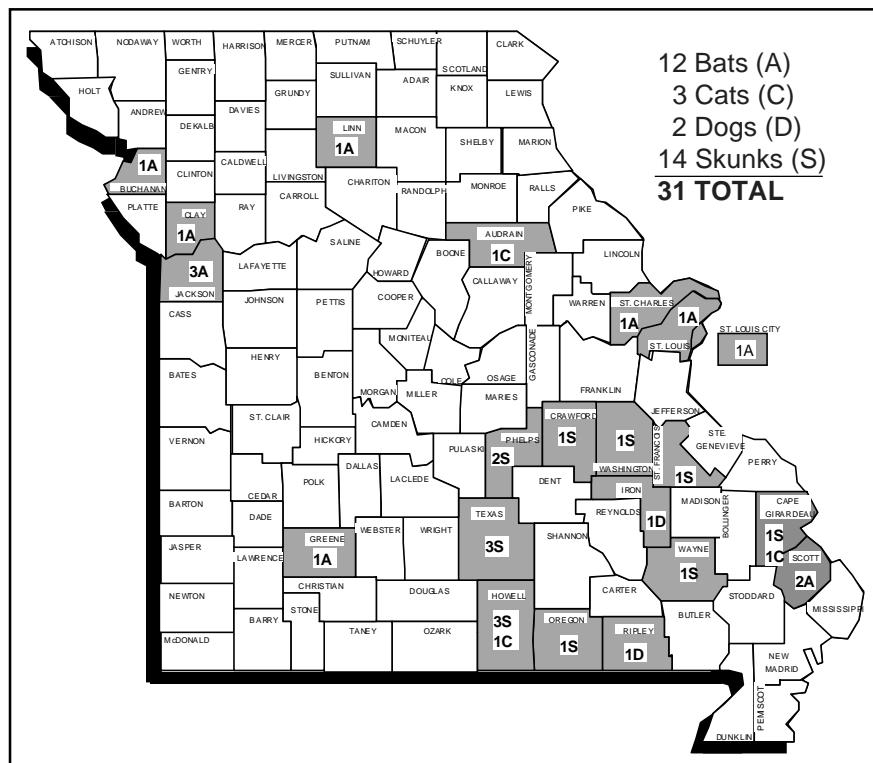 ATCHISON NODAWAY WORTH HARRISON MERCER PUTNAM SCHUYLER CLARK
SCOTLAND
12 Bats (A)
3 Cats (C)
2 Dogs (D)
14 Skunks (S)
31 TOTAL
HOLT GENTRY SULLIVAN ADAIR KNOX LEWIS
GRUNDY
ANDREW DAVIES
DEKALB LINN MACON SHELBY MARION
1A 1A
BUCHANAN CLINTON CALDWELL LIVINGSTON CHARITON RANDOLPH MONROE RALLS
PLATTE CLAY RAY CARROLL PIKE
1A
SALINE AUDRAIN
1C
3A LAFAYETTE HOWARD BOONE MONTGOMERY LINCOLN
JACKSON CALLAWAY WARREN ST. CHARLES
1A 1A
CASS JOHNSON PETTIS COOPER ST. LOUIS
ST. LOUIS CITY
1A
MONITEAU
BATES HENRY BENTON MORGAN COLE OSAGE GASCONADE FRANKLIN
MILLER MARIES JEFFERSON
ST. CLAIR CAMDEN CRAWFORD
1S 1S
STE.
GENEVIEVE
VERNON HICKORY PULASKI PHELPS
2S
WASHINGTON ST. FRANCOIS
1S
PERRY
CEDAR POLK DALLAS LACLEDE DENT IRON
1D
MADISON BOLLINGER CAPE
GIRARDEAU
1S
1C
BARTON DADE TEXAS
3S
REYNOLDS
JASPER LAWRENCE GREENE
1A
WEBSTER WRIGHT SHANNON WAYNE
1S
SCOTT
2A
CHRISTIAN DOUGLAS CARTER STODDARD MISSISSIPPI
NEWTON BARRY STONE HOWELL
3S
1C
OREGON
1S
RIPLEY
1D
BUTLER
McDONALD TANEY OZARK NEW
MADRID
PEMISCOT
DUNKLIN